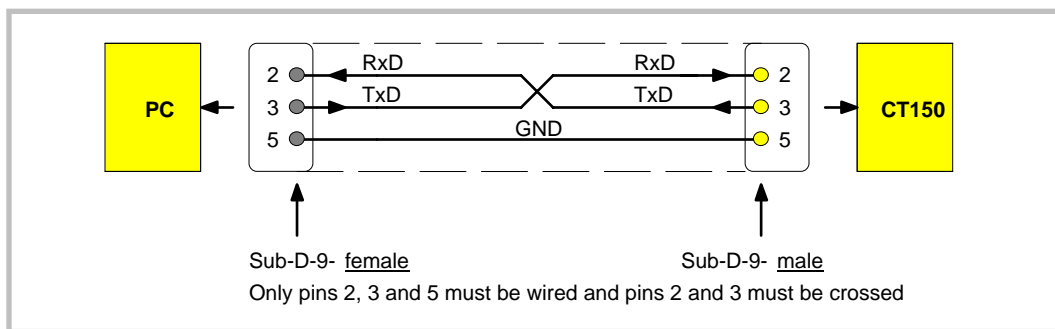 2 RxD RxD 2
PC 3 TxD TxD 3 CT150
5 GND 5
Sub-D-9- female Sub-D-9- male
Only pins 2, 3 and 5 must be wired and pins 2 and 3 must be crossed